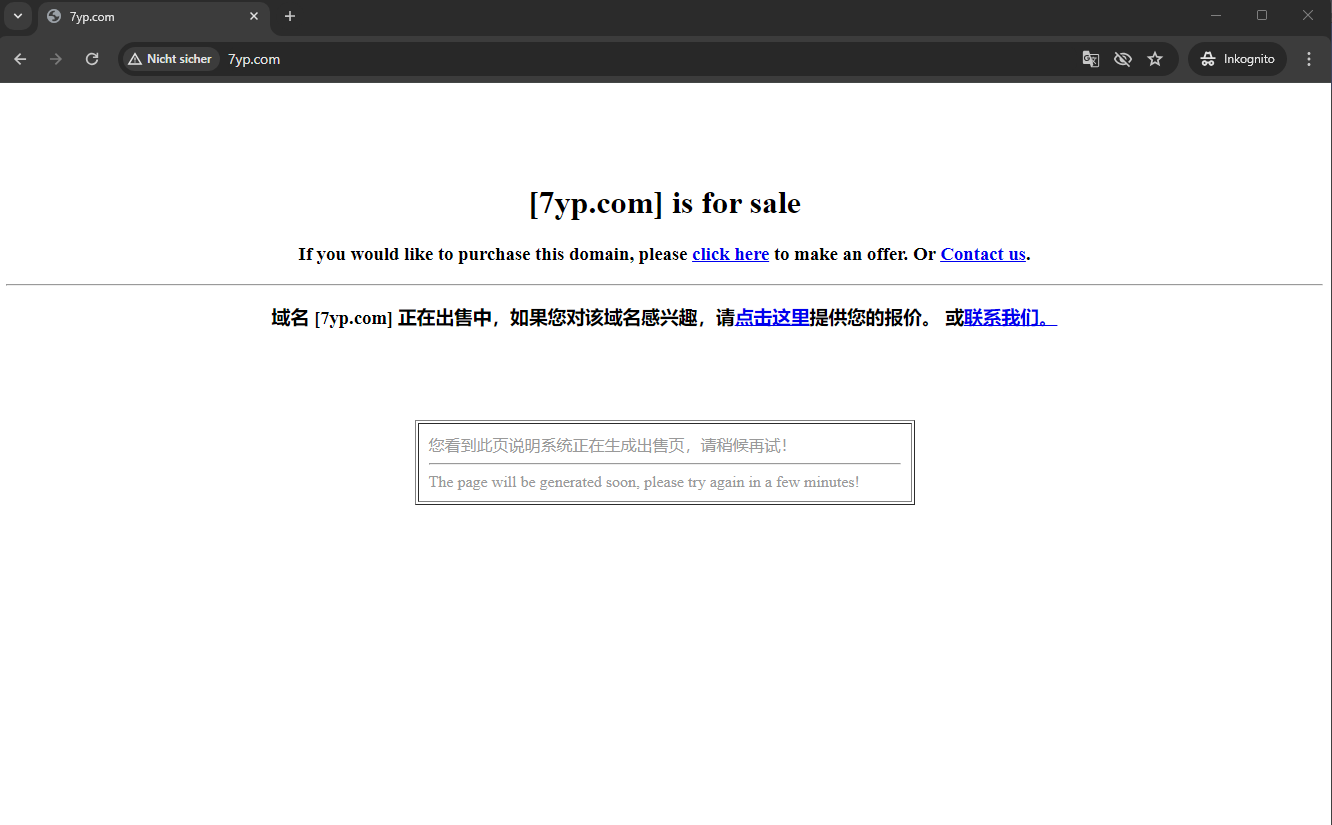 7yp.com
Nicht sicher
7yp.com
Inkognito
[7yp.com] is for sale
If you would like to purchase this domain, please click here to make an offer. Or Contact us.
域名 [7yp.com] 正在出售中，如果您对该域名感兴趣，请点击这里提供您的报价。 或联系我们。
您看到此页说明系统正在生成出售页，请稍候再试！
The page will be generated soon, please try again in a few minutes!